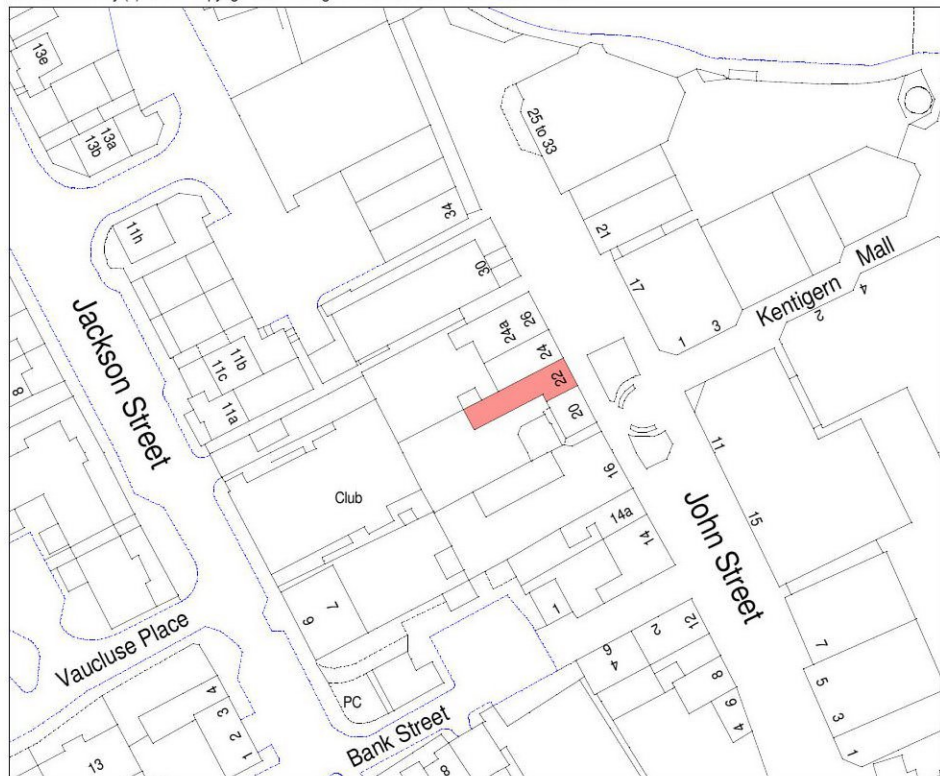 13e
13a
13b
25 to 33
34
11h
21
30
17
Kentigern Mall
4
2
1
3
26
24a
24
22
20
Jackson Street
8
11b
11c
11a
11
16
Club
15
14a
14
John Street
7
9
1
Vaucluse Place
12
2
6
4
7
8
5
6
4
PC
4
3
2
1
3
1
Bank Street
13
8